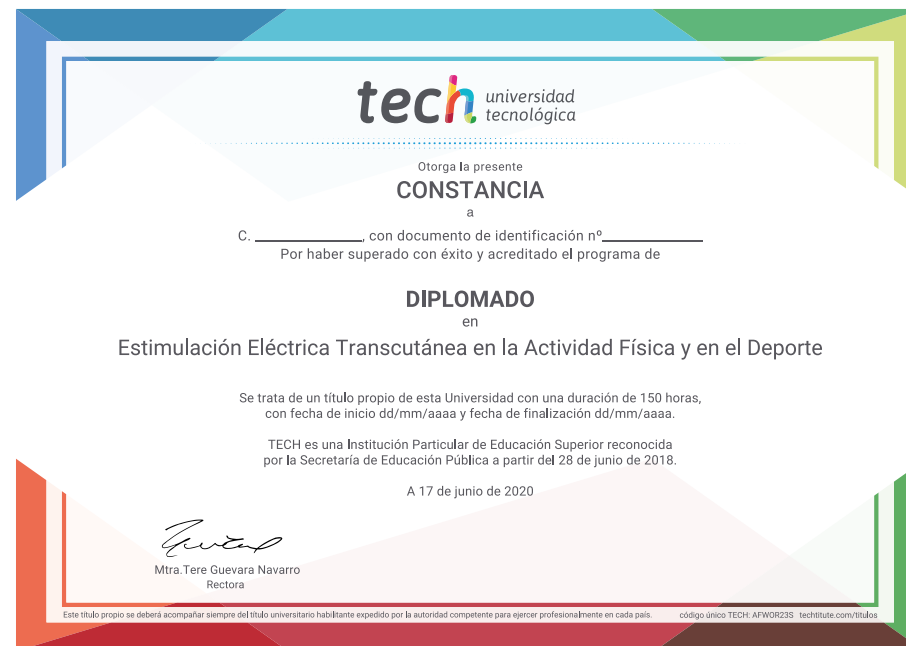 tech universidad
tecnológica
Otorga la presente
CONSTANCIA
a
C. ____________, con documento de identificación nº____________
Por haber superado con éxito y acreditado el programa de
DIPLOMADO
en
Estimulación Eléctrica Transcutánea en la Actividad Física y en el Deporte
Se trata de un título propio de esta Universidad con una duración de 150 horas,
con fecha de inicio dd/mm/aaaa y fecha de finalización dd/mm/aaaa.
TECH es una Institución Particular de Educación Superior reconocida
por la Secretaría de Educación Pública a partir del 28 de junio de 2018.
A 17 de junio de 2020
Mtra.Tere Guevara Navarro
Rectora
Este título propio se deberá acompañar siempre del título universitario habilitante expedido por la autoridad competente para ejercer profesionalmente en cada país. código único TECH: AFWOR23S techtitute.com/titulos